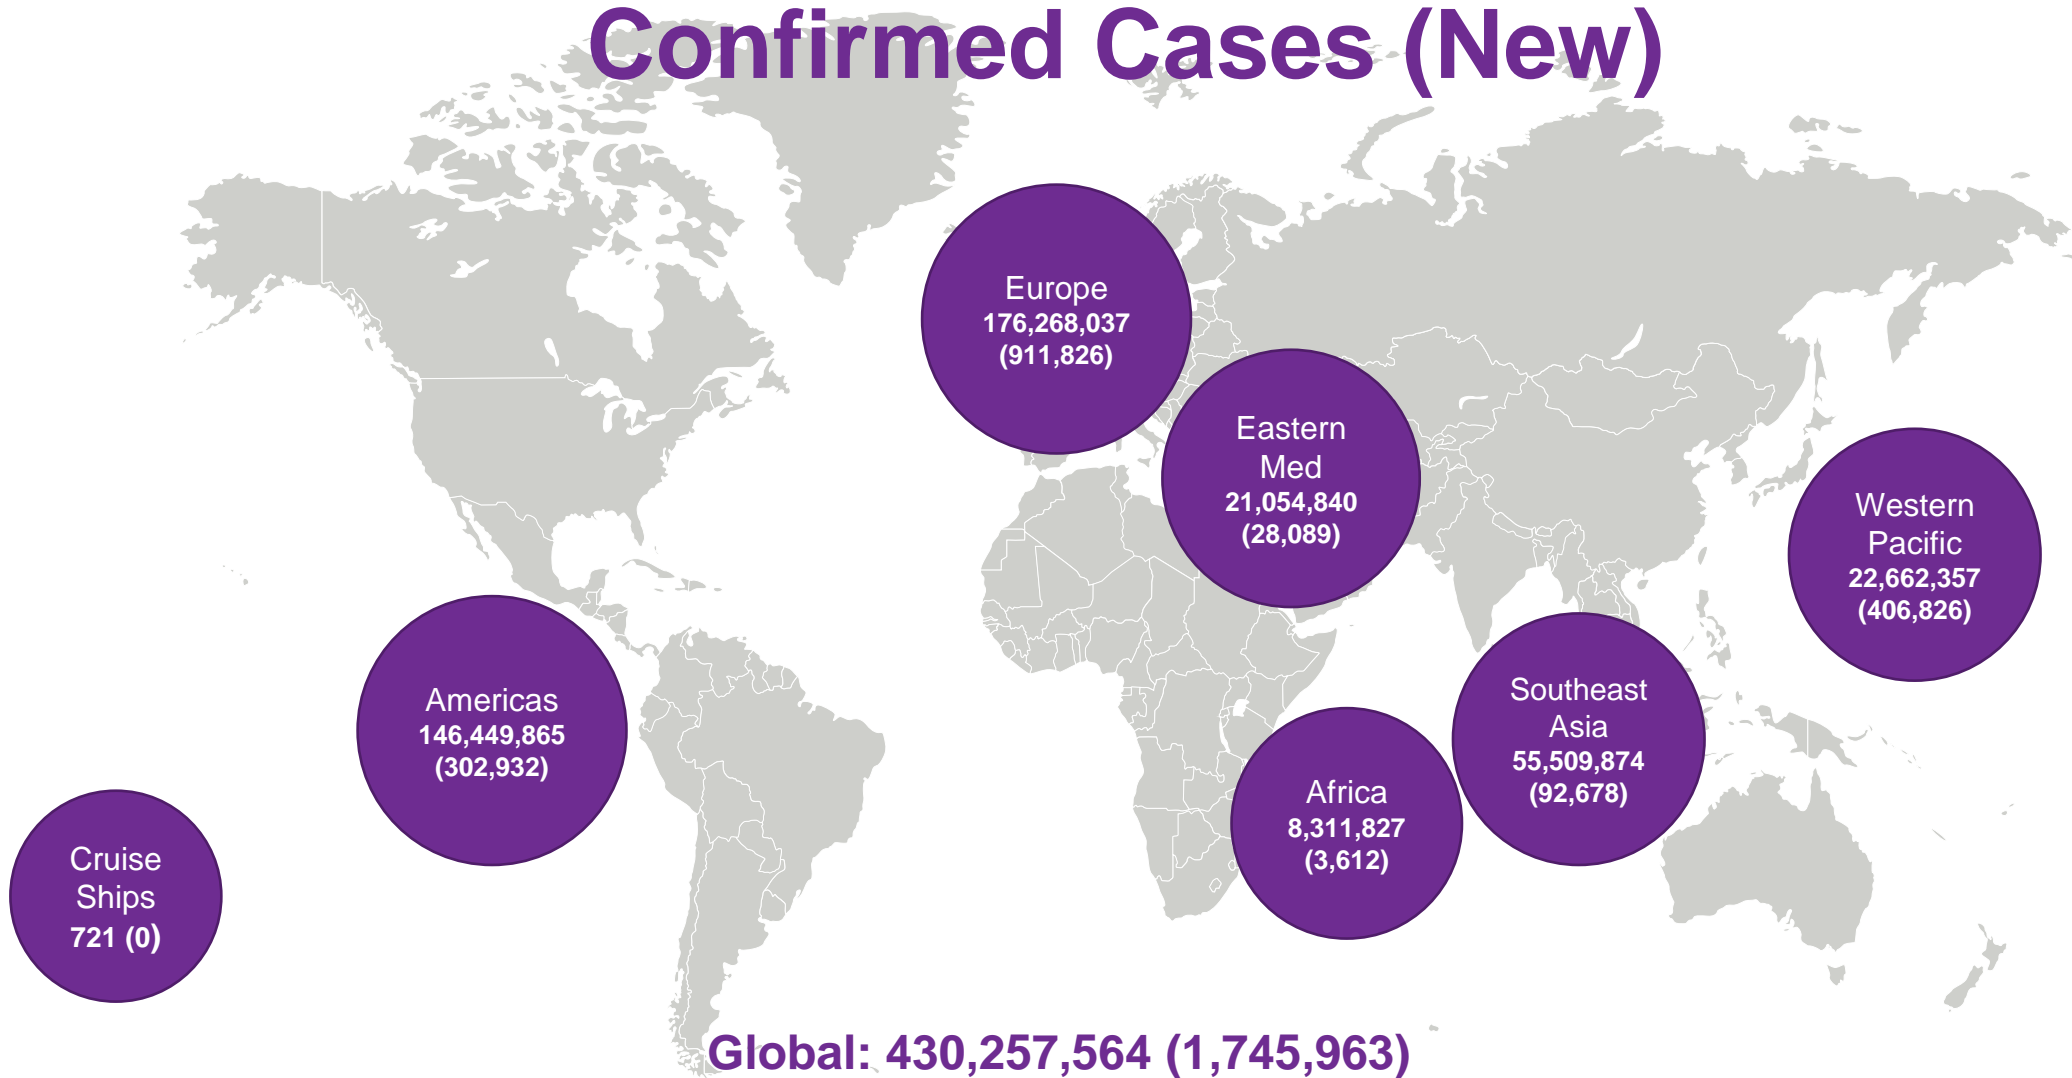 Confirmed Cases (New)
Europe
176,268,037
(911,826)
Eastern
Med
21,054,840
(28,089)
Western
Pacific
22,662,357
(406,826)
Americas
146,449,865
(302,932)
Southeast
Asia
55,509,874
(92,678)
Africa
8,311,827
(3,612)
Cruise
Ships
721 (0)
Global: 430,257,564 (1,745,963)